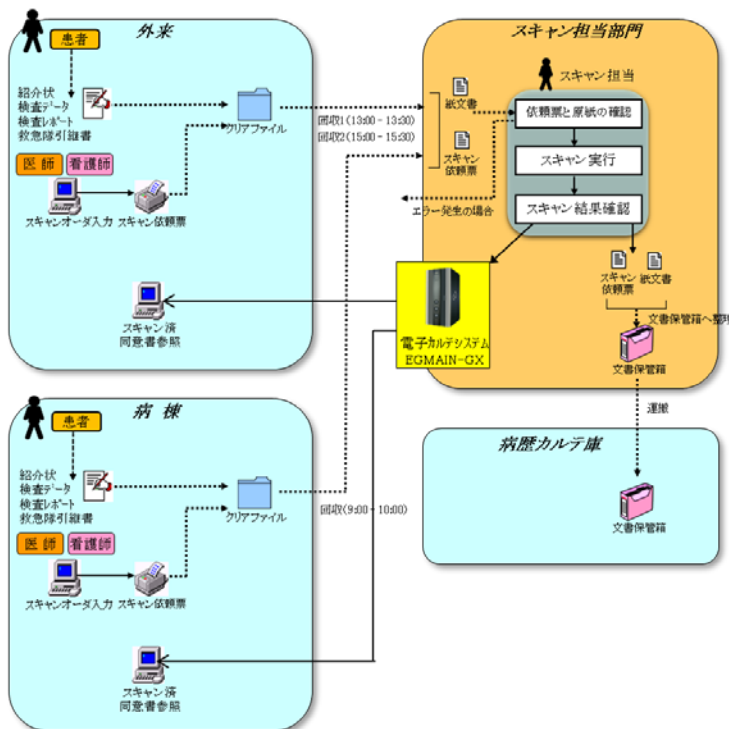 外来
患者
紹介状
検査データ
検査レポート
救急隊引継書
クリアファイル
医師
看護師
スキャンオーダ入力
スキャン依頼票
スキャン済
同意書参照
回収1(13:00-13:30)
回収2(15:00-15:30)
スキャン担当部門
スキャン担当
紙文書
スキャン
依頼票
依頼票と原紙の確認
スキャン実行
スキャン結果確認
エラー発生の場合
スキャン
依頼票
紙文書
文書保管箱へ整理
文書保管箱
電子カルテシステム
EGMAIN-GX
運搬
病歴カルテ庫
文書保管箱
病棟
患者
紹介状
検査データ
検査レポート
救急隊引継書
クリアファイル
回収(9:00-10:00)
医師
看護師
スキャンオーダ入力
スキャン依頼票
スキャン済
同意書参照